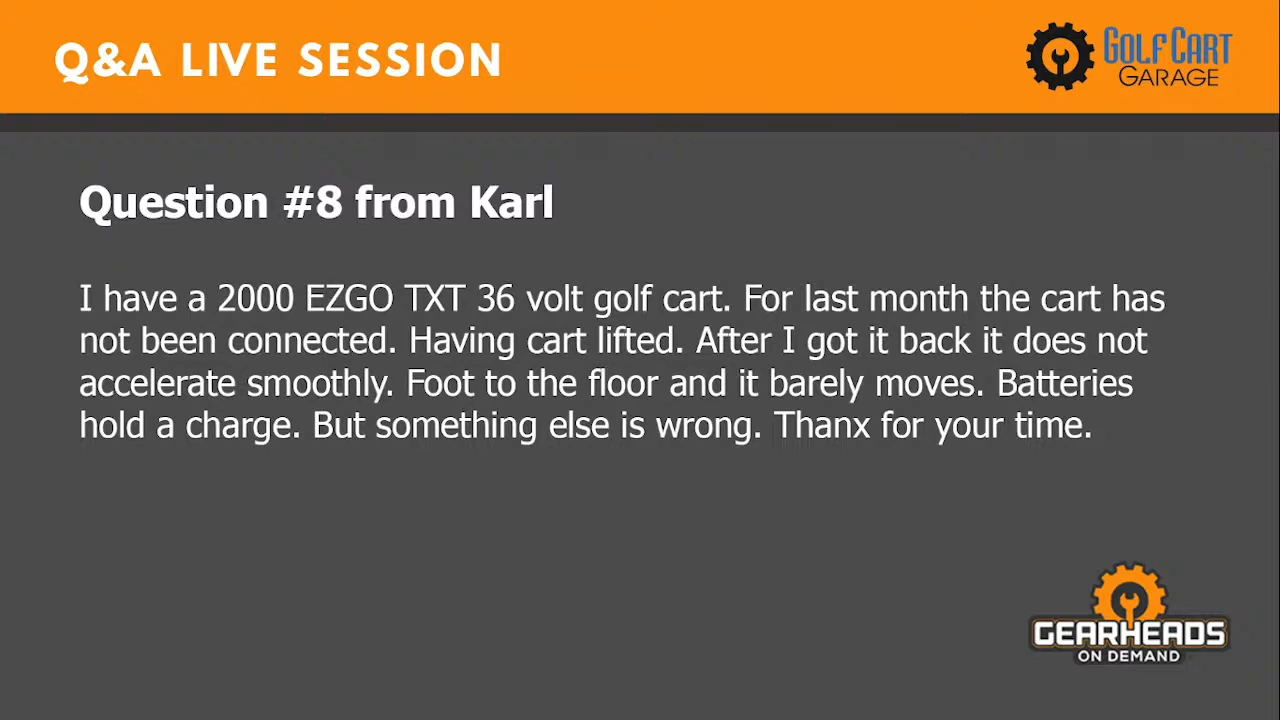 Q&A LIVE SESSION
GOLF CART
GARAGE
Question #8 from Karl
I have a 2000 EZGO TXT 36 volt golf cart. For last month the cart has
not been connected. Having cart lifted. After I got it back it does not
accelerate smoothly. Foot to the floor and it barely moves. Batteries
hold a charge. But something else is wrong. Thanx for your time.
GEARHEADS
ON DEMAND